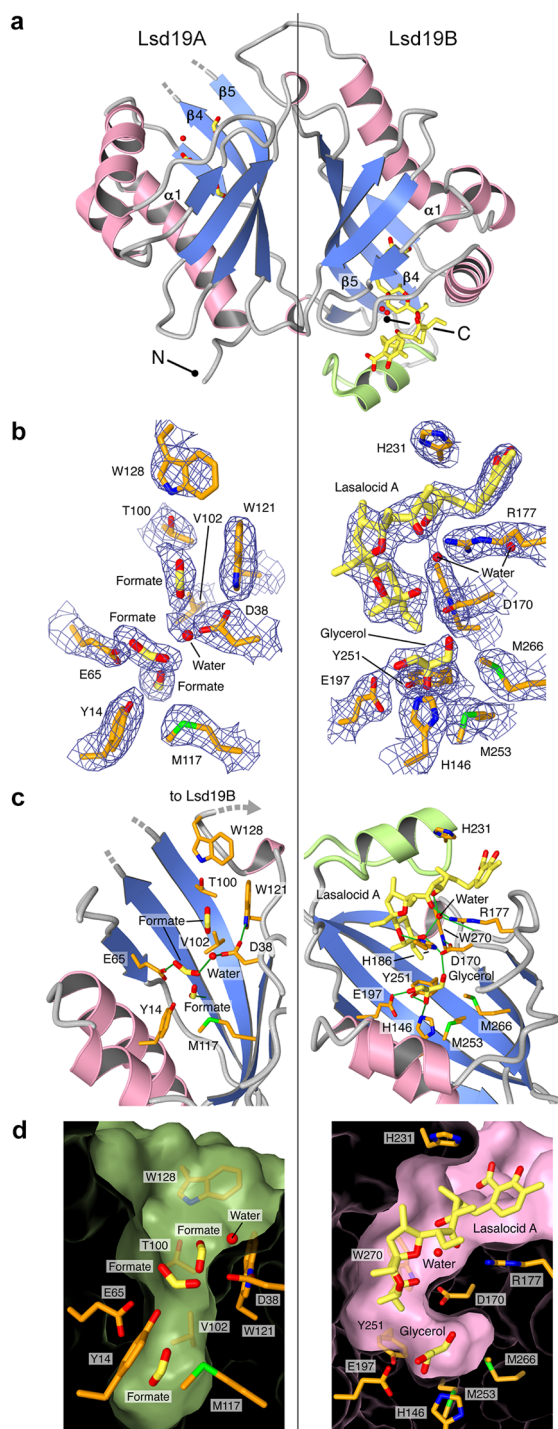 a
Lsd19A
Lsd19B
β5
β4
α1
α1
β5
β4
N
C
b
W128
H231
T100
V102
W121
Lasalocid A
R177
Formate
Water
Formate
D38
D170
Water
Glycerol
E65
Formate
Y251
M266
E197
Y14
M117
M253
H146
c
to Lsd19B
W128
H231
T100
W121
Lasalocid A
Water
Formate
R177
V102
W270
E65
D38
H186
D170
Water
Y251
Glycerol
Formate
E197
Y14
M117
H146
M266
M253
d
H231
W128
Water
Formate
Lasalocid A
T100
W270
Water
Formate
R177
E65
D38
D170
V102
W121
Y251
Glycerol
Y14
E197
M266
Formate
M117
M253
H146